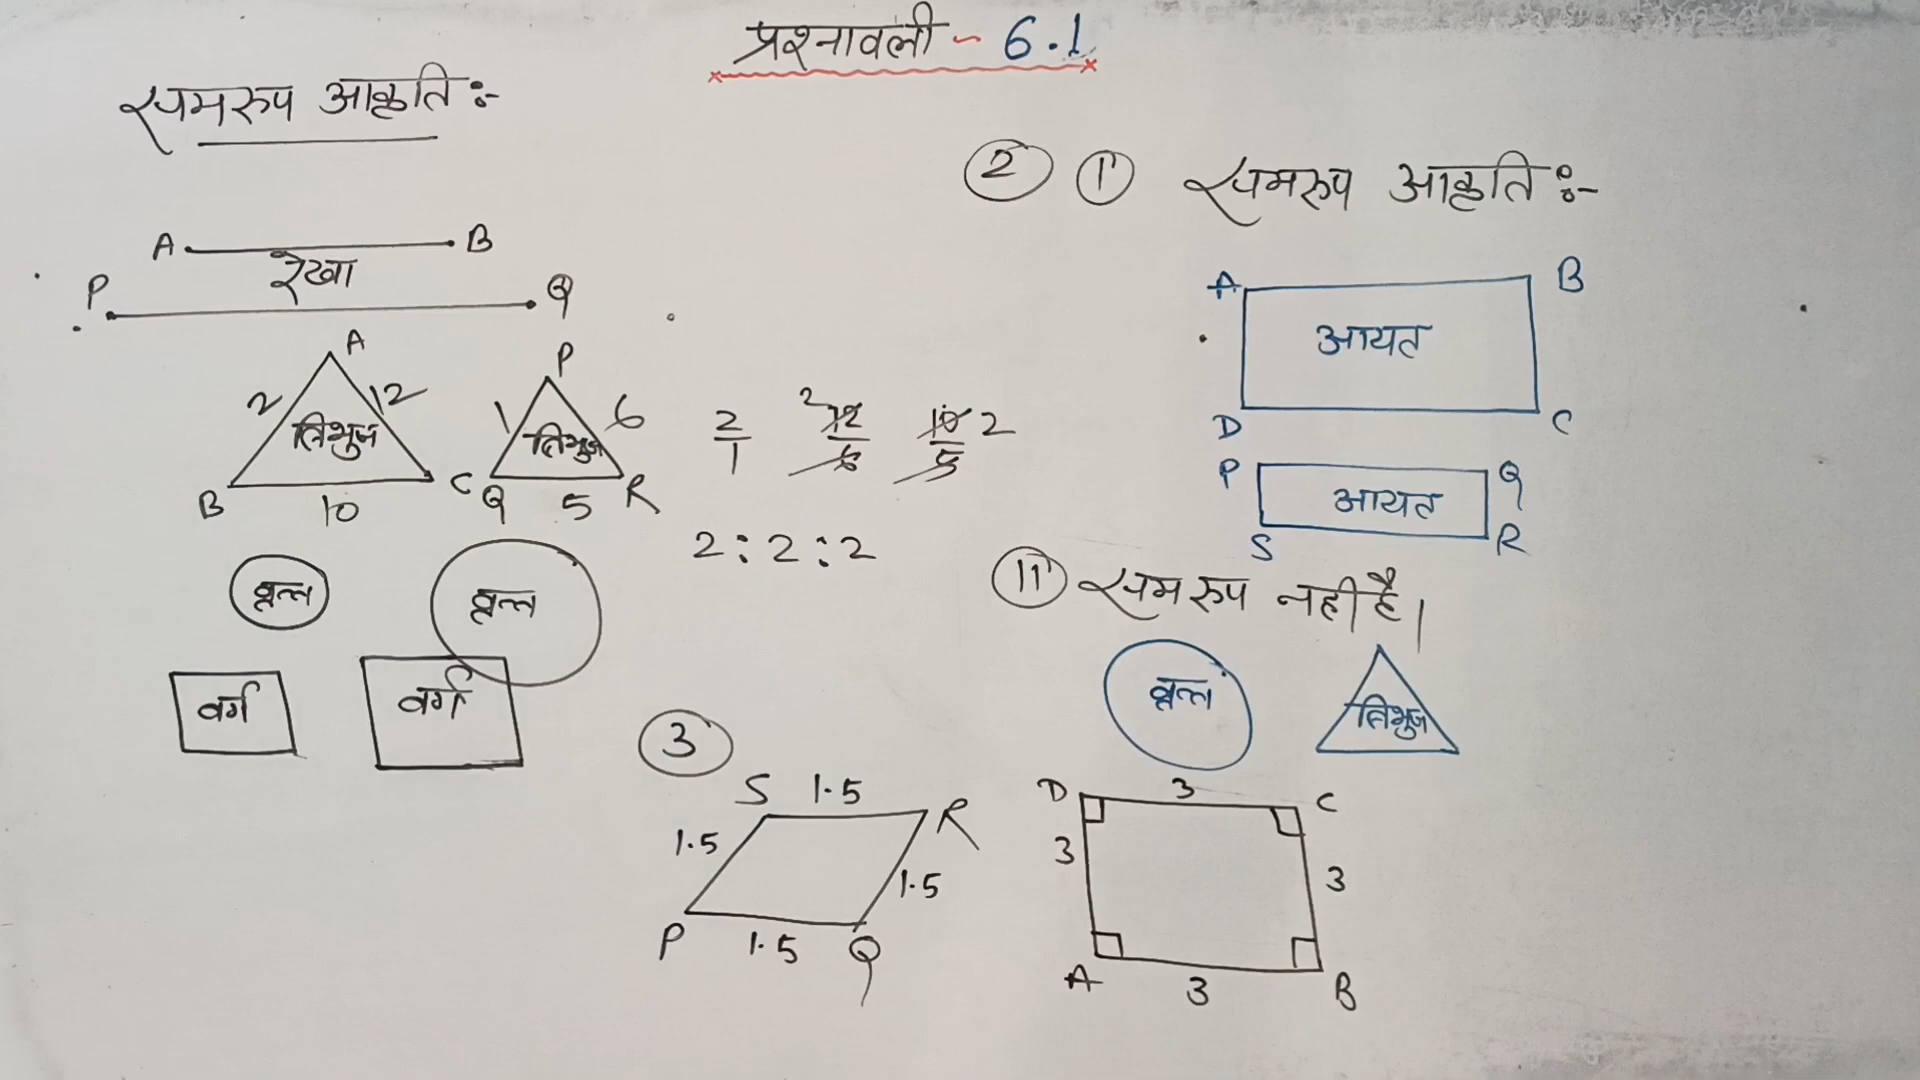 प्रश्नावली - 6.1
समरुप आकृति :-
A B
रेखा
P Q
A
2 12
त्रिभुज
B 10 C
P
1 6
त्रिभुज
Q 5 R
2/1 2 12/6 10/5 2
2 : 2 : 2
वृत्त वृत्त
वर्ग वर्ग
2 1 समरुप आकृति :-
A B
आयत
D C
P Q
आयत
S R
11 समरुप नहीं है।
वृत्त त्रिभुज
3
S 1.5 R
1.5 1.5
P 1.5 Q
D 3 C
3 3
A 3 B